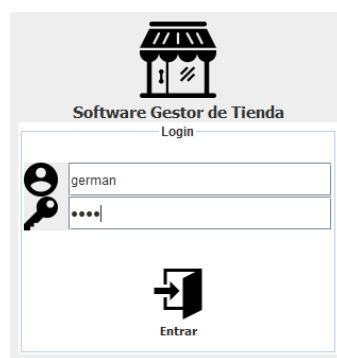 Software Gestor de Tienda
Login
german
••••
Entrar